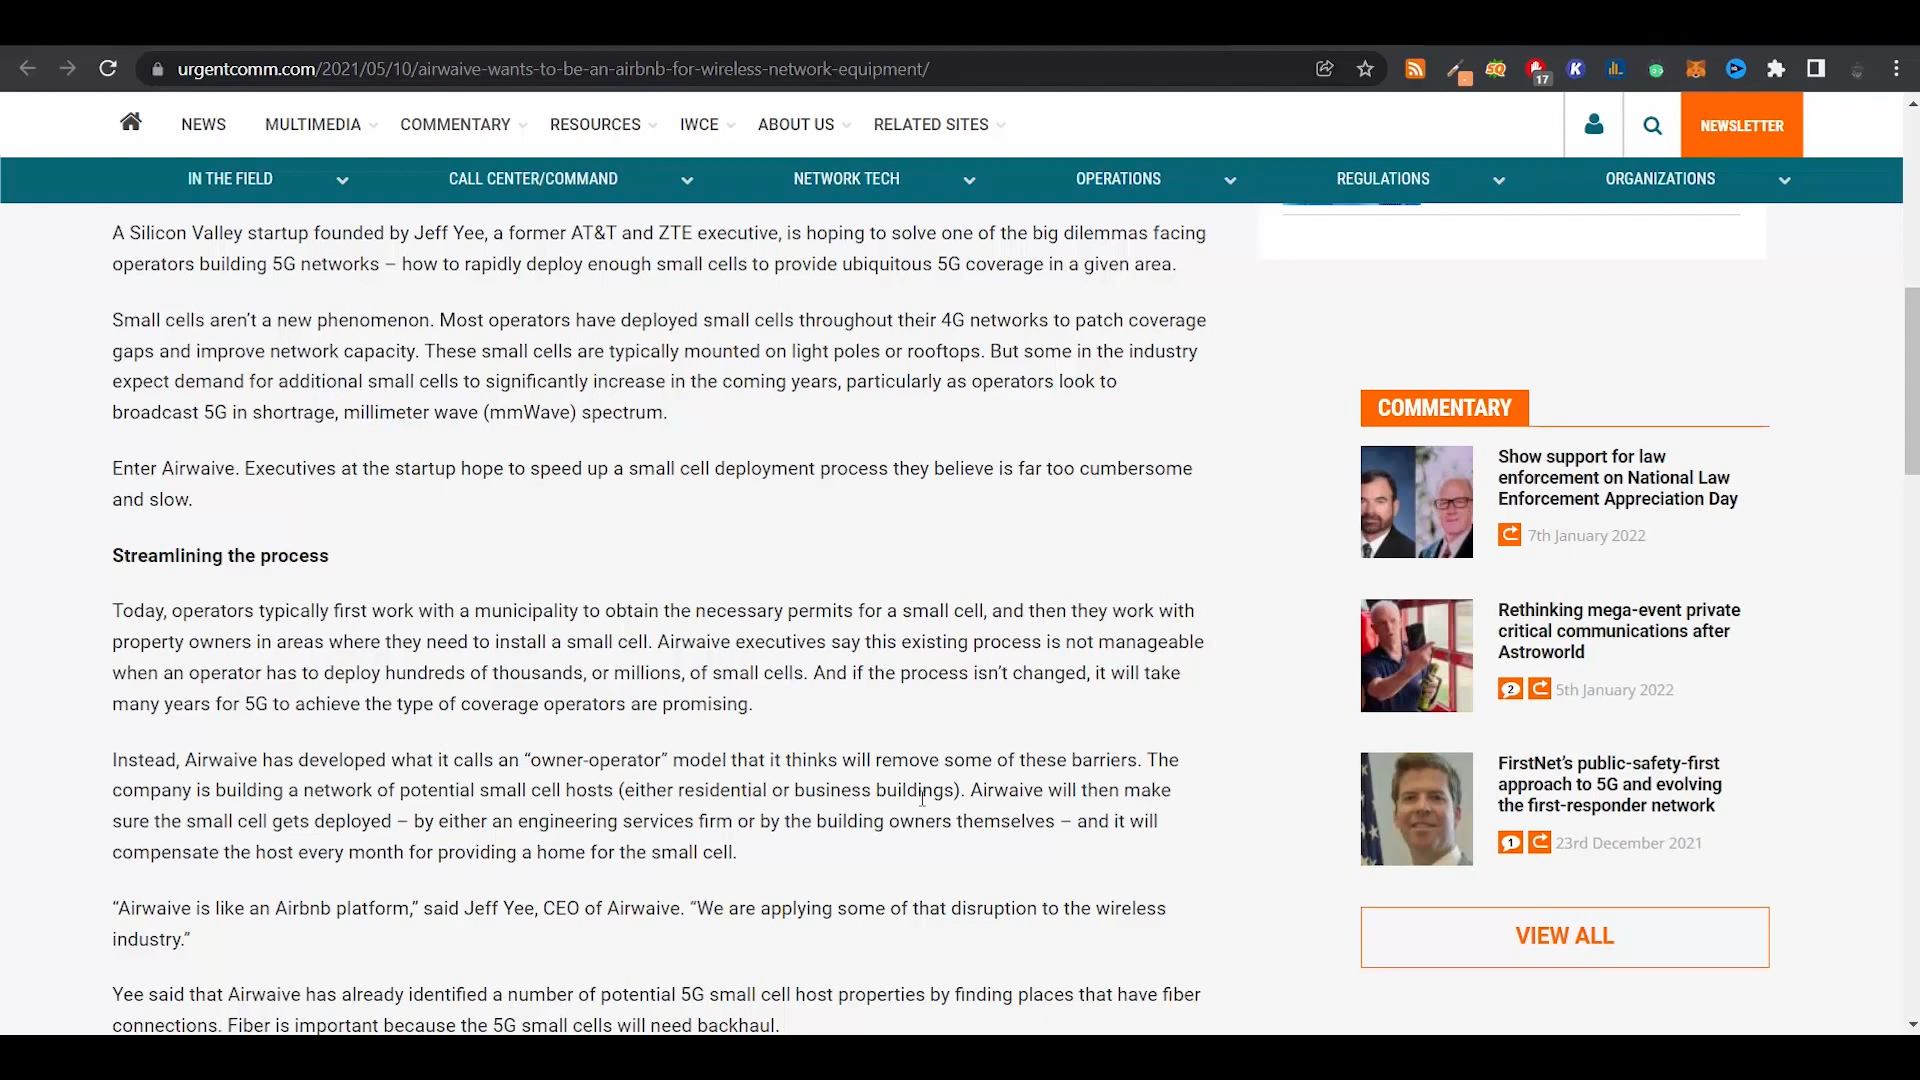 urgentcomm.com/2021/05/10/airwaive-wants-to-be-an-airbnb-for-wireless-network-equipment/
17
NEWS
MULTIMEDIA
COMMENTARY
RESOURCES
IWCE
ABOUT US
RELATED SITES
NEWSLETTER
IN THE FIELD
CALL CENTER/COMMAND
NETWORK TECH
OPERATIONS
REGULATIONS
ORGANIZATIONS
A Silicon Valley startup founded by Jeff Yee, a former AT&T and ZTE executive, is hoping to solve one of the big dilemmas facing
operators building 5G networks – how to rapidly deploy enough small cells to provide ubiquitous 5G coverage in a given area.
Small cells aren't a new phenomenon. Most operators have deployed small cells throughout their 4G networks to patch coverage
gaps and improve network capacity. These small cells are typically mounted on light poles or rooftops. But some in the industry
expect demand for additional small cells to significantly increase in the coming years, particularly as operators look to
broadcast 5G in shortrage, millimeter wave (mmWave) spectrum.
Enter Airwaive. Executives at the startup hope to speed up a small cell deployment process they believe is far too cumbersome
and slow.
Streamlining the process
Today, operators typically first work with a municipality to obtain the necessary permits for a small cell, and then they work with
property owners in areas where they need to install a small cell. Airwaive executives say this existing process is not manageable
when an operator has to deploy hundreds of thousands, or millions, of small cells. And if the process isn't changed, it will take
many years for 5G to achieve the type of coverage operators are promising.
Instead, Airwaive has developed what it calls an “owner-operator” model that it thinks will remove some of these barriers. The
company is building a network of potential small cell hosts (either residential or business buildings). Airwaive will then make
sure the small cell gets deployed – by either an engineering services firm or by the building owners themselves – and it will
compensate the host every month for providing a home for the small cell.
“Airwaive is like an Airbnb platform,” said Jeff Yee, CEO of Airwaive. “We are applying some of that disruption to the wireless
industry.”
Yee said that Airwaive has already identified a number of potential 5G small cell host properties by finding places that have fiber
connections. Fiber is important because the 5G small cells will need backhaul.
COMMENTARY
Show support for law
enforcement on National Law
Enforcement Appreciation Day
7th January 2022
Rethinking mega-event private
critical communications after
Astroworld
2
5th January 2022
FirstNet's public-safety-first
approach to 5G and evolving
the first-responder network
1
23rd December 2021
VIEW ALL